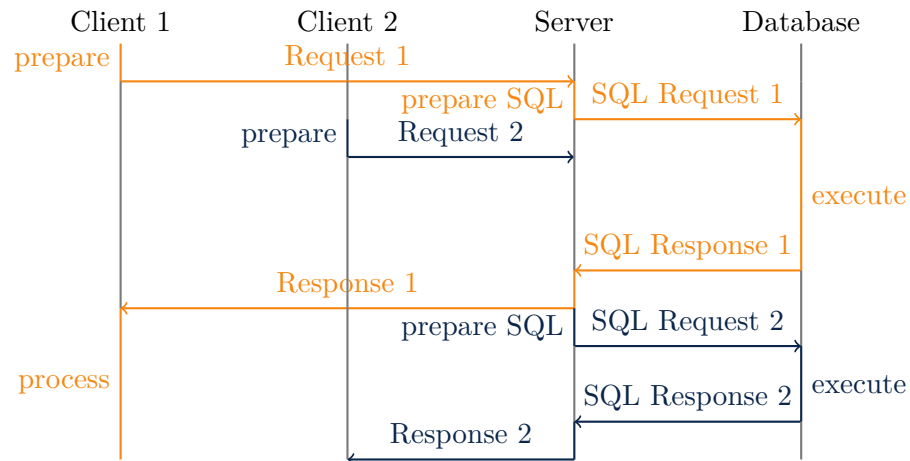 Client 1
Client 2
Server
Database
prepare
Request 1
prepare SQL
SQL Request 1
prepare
Request 2
execute
SQL Response 1
Response 1
prepare SQL
SQL Request 2
process
SQL Response 2
execute
Response 2